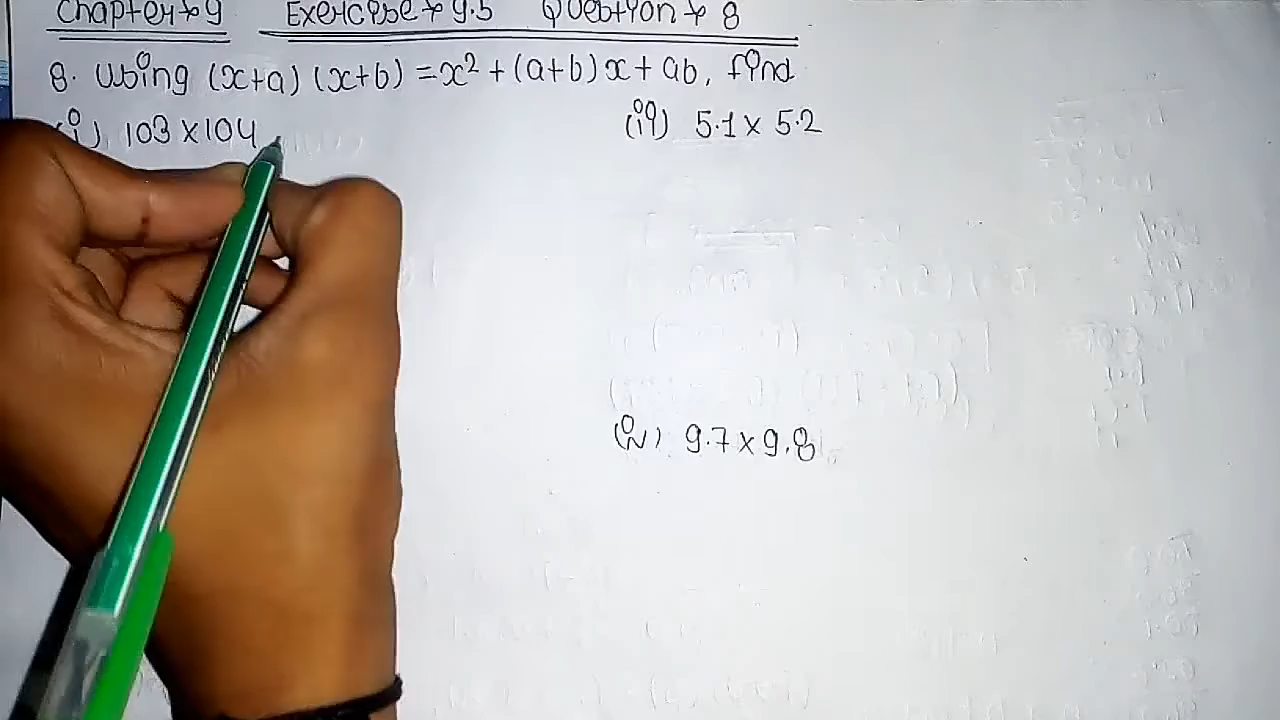 Chapter → 9 Exercise → 9.5 Question → 8
8. Using (x+a) (x+b) = x² + (a+b)x + ab, find
(i) 103 x 104 (ii) 5.1 x 5.2
(iv) 9.7 x 9.8